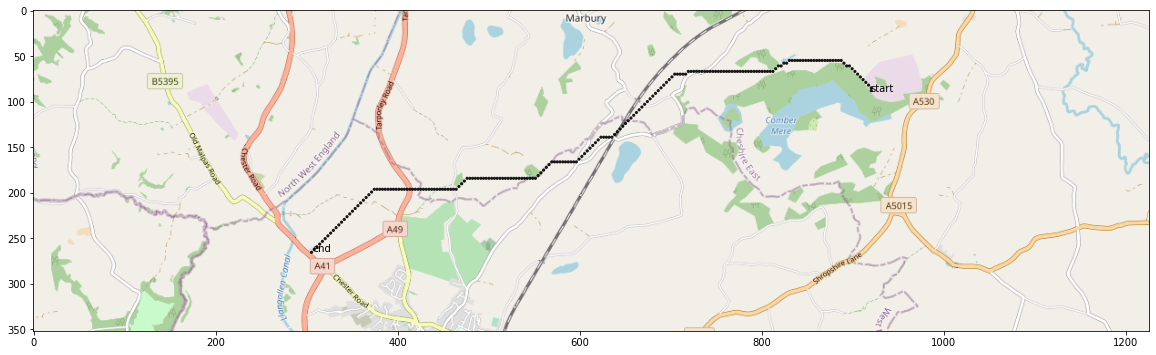 0
50
100
150
200
250
300
350
0
200
400
600
800
1000
1200
Marbury
B5395
Old Malpas Road
Chester Road
Tarporley Road
North West England
Llangollen Canal
A49
A41
Chester Road
end
start
Comber
Mere
Cheshire East
A530
A5015
Shropshire Lane
West